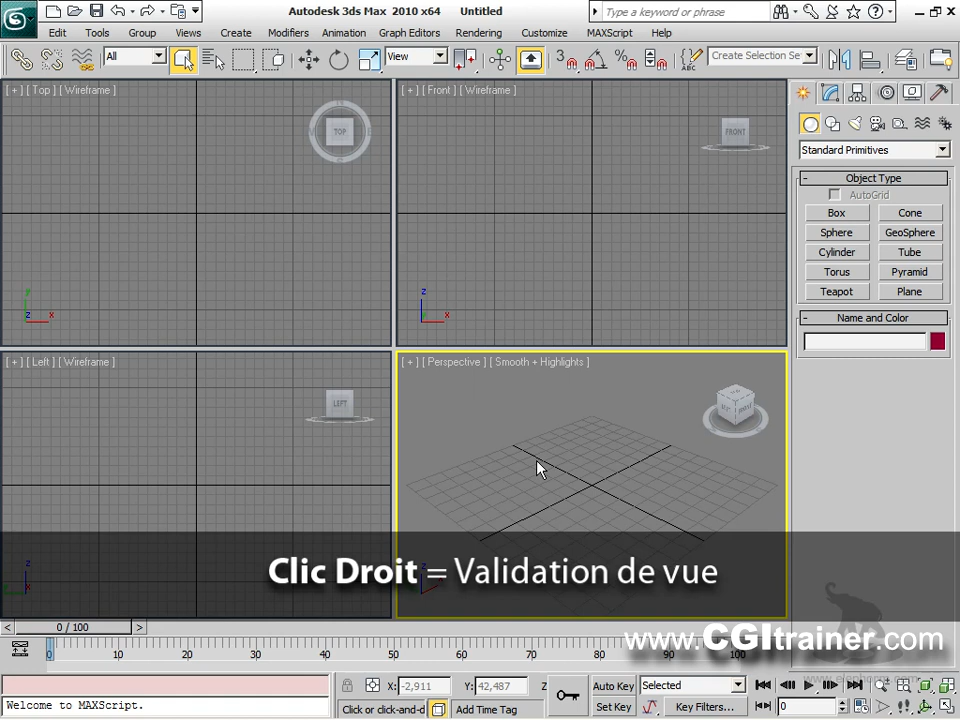 Autodesk 3ds Max 2010 x64 Untitled
Type a keyword or phrase
Edit Tools Group Views Create Modifiers Animation Graph Editors Rendering Customize MAXScript Help
All View 3 Create Selection Se
[ + ] [ Top ] [ Wireframe ]
TOP
[ + ] [ Front ] [ Wireframe ]
FRONT
y
z x
z
x
Standard Primitives
Object Type
AutoGrid
Box Cone
Sphere GeoSphere
Cylinder Tube
Torus Pyramid
Teapot Plane
Name and Color
[ + ] [ Left ] [ Wireframe ]
LEFT
[ + ] [ Perspective ] [ Smooth + Highlights ]
z
Clic Droit = Validation de vue
www.CGItrainer.com
0 / 100
0 10 20 30 40 50 60 70 80 90 100
X: -2,911 Y: 42,487 Z
Auto Key Selected
Welcome to MAXScript.
Click or click-and-d Add Time Tag
Set Key Key Filters... 0